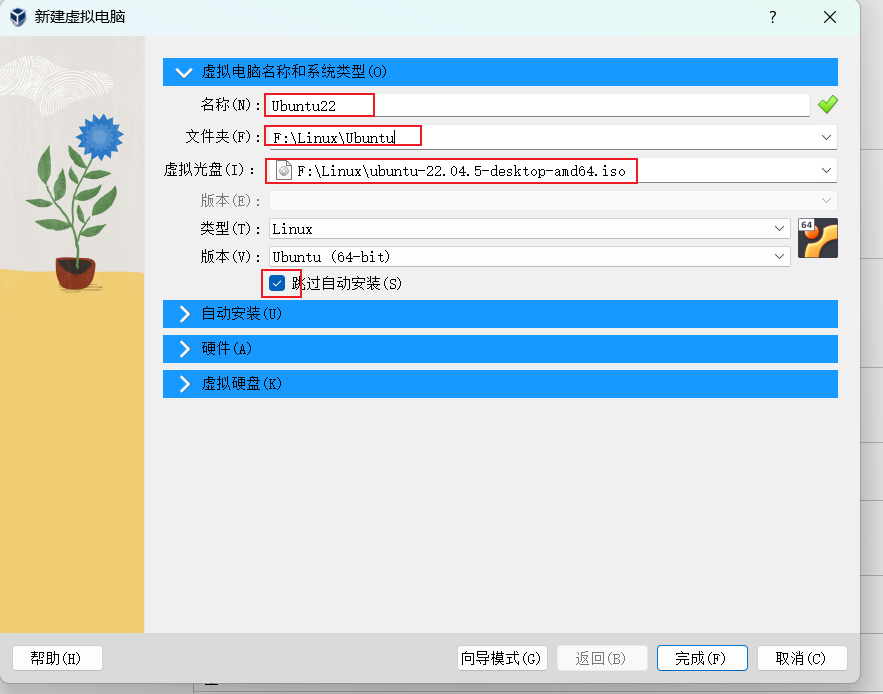 新建虚拟电脑
?
虚拟电脑名称和系统类型(O)
名称(N)： Ubuntu22
文件夹(F)： F:\Linux\Ubuntu
虚拟光盘(I)： F:\Linux\ubuntu-22.04.5-desktop-amd64.iso
版本(E)：
类型(T)： Linux
64
版本(V)： Ubuntu (64-bit)
跳过自动安装(S)
自动安装(U)
硬件(A)
虚拟硬盘(K)
帮助(H) 向导模式(G) 返回(B) 完成(F) 取消(C)